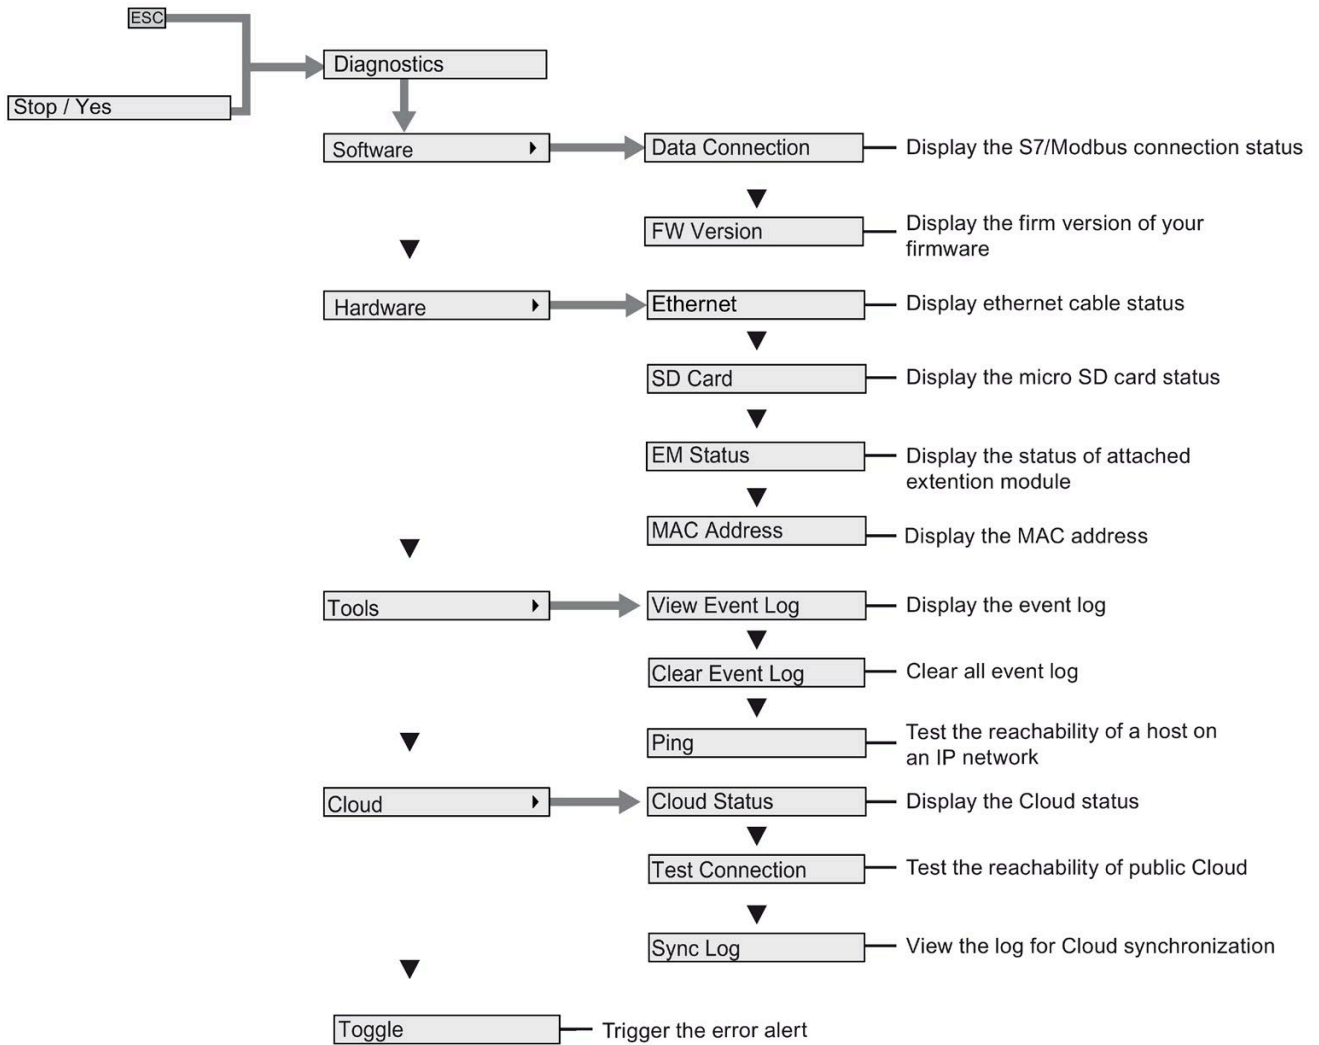 ESC
Diagnostics
Stop / Yes
Software
Data Connection
Display the S7/Modbus connection status
FW Version
Display the firm version of your
firmware
Hardware
Ethernet
Display ethernet cable status
SD Card
Display the micro SD card status
EM Status
Display the status of attached
extention module
MAC Address
Display the MAC address
Tools
View Event Log
Display the event log
Clear Event Log
Clear all event log
Ping
Test the reachability of a host on
an IP network
Cloud
Cloud Status
Display the Cloud status
Test Connection
Test the reachability of public Cloud
Sync Log
View the log for Cloud synchronization
Toggle
Trigger the error alert